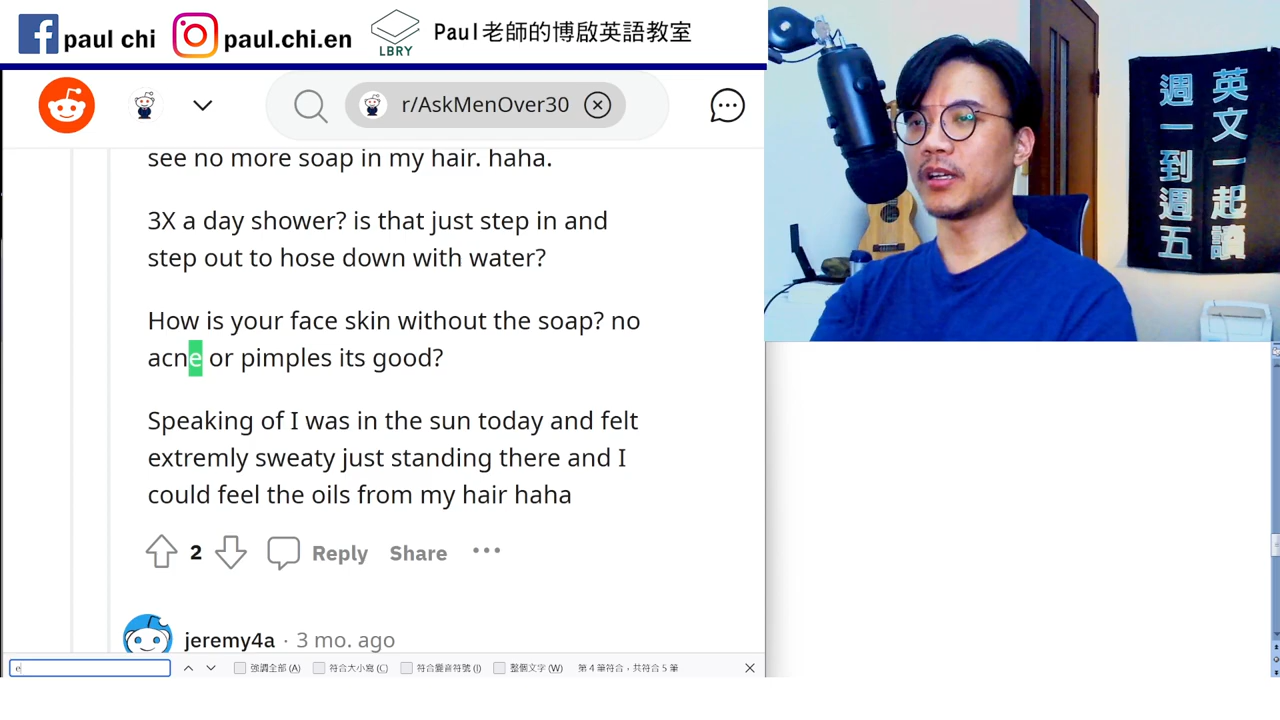 paul chi
paul.chi.en
LBRY
Paul老師的博啟英語教室
r/AskMenOver30
see no more soap in my hair. haha.
3X a day shower? is that just step in and
step out to hose down with water?
How is your face skin without the soap? no
acne or pimples its good?
Speaking of I was in the sun today and felt
extremly sweaty just standing there and I
could feel the oils from my hair haha
2
Reply
Share
jeremy4a · 3 mo. ago
e
強調全部 (A)
符合大小寫 (C)
符合變音符號 (I)
整個文字 (W)
第 4 筆符合，共符合 5 筆
英文一起讀
週一到週五